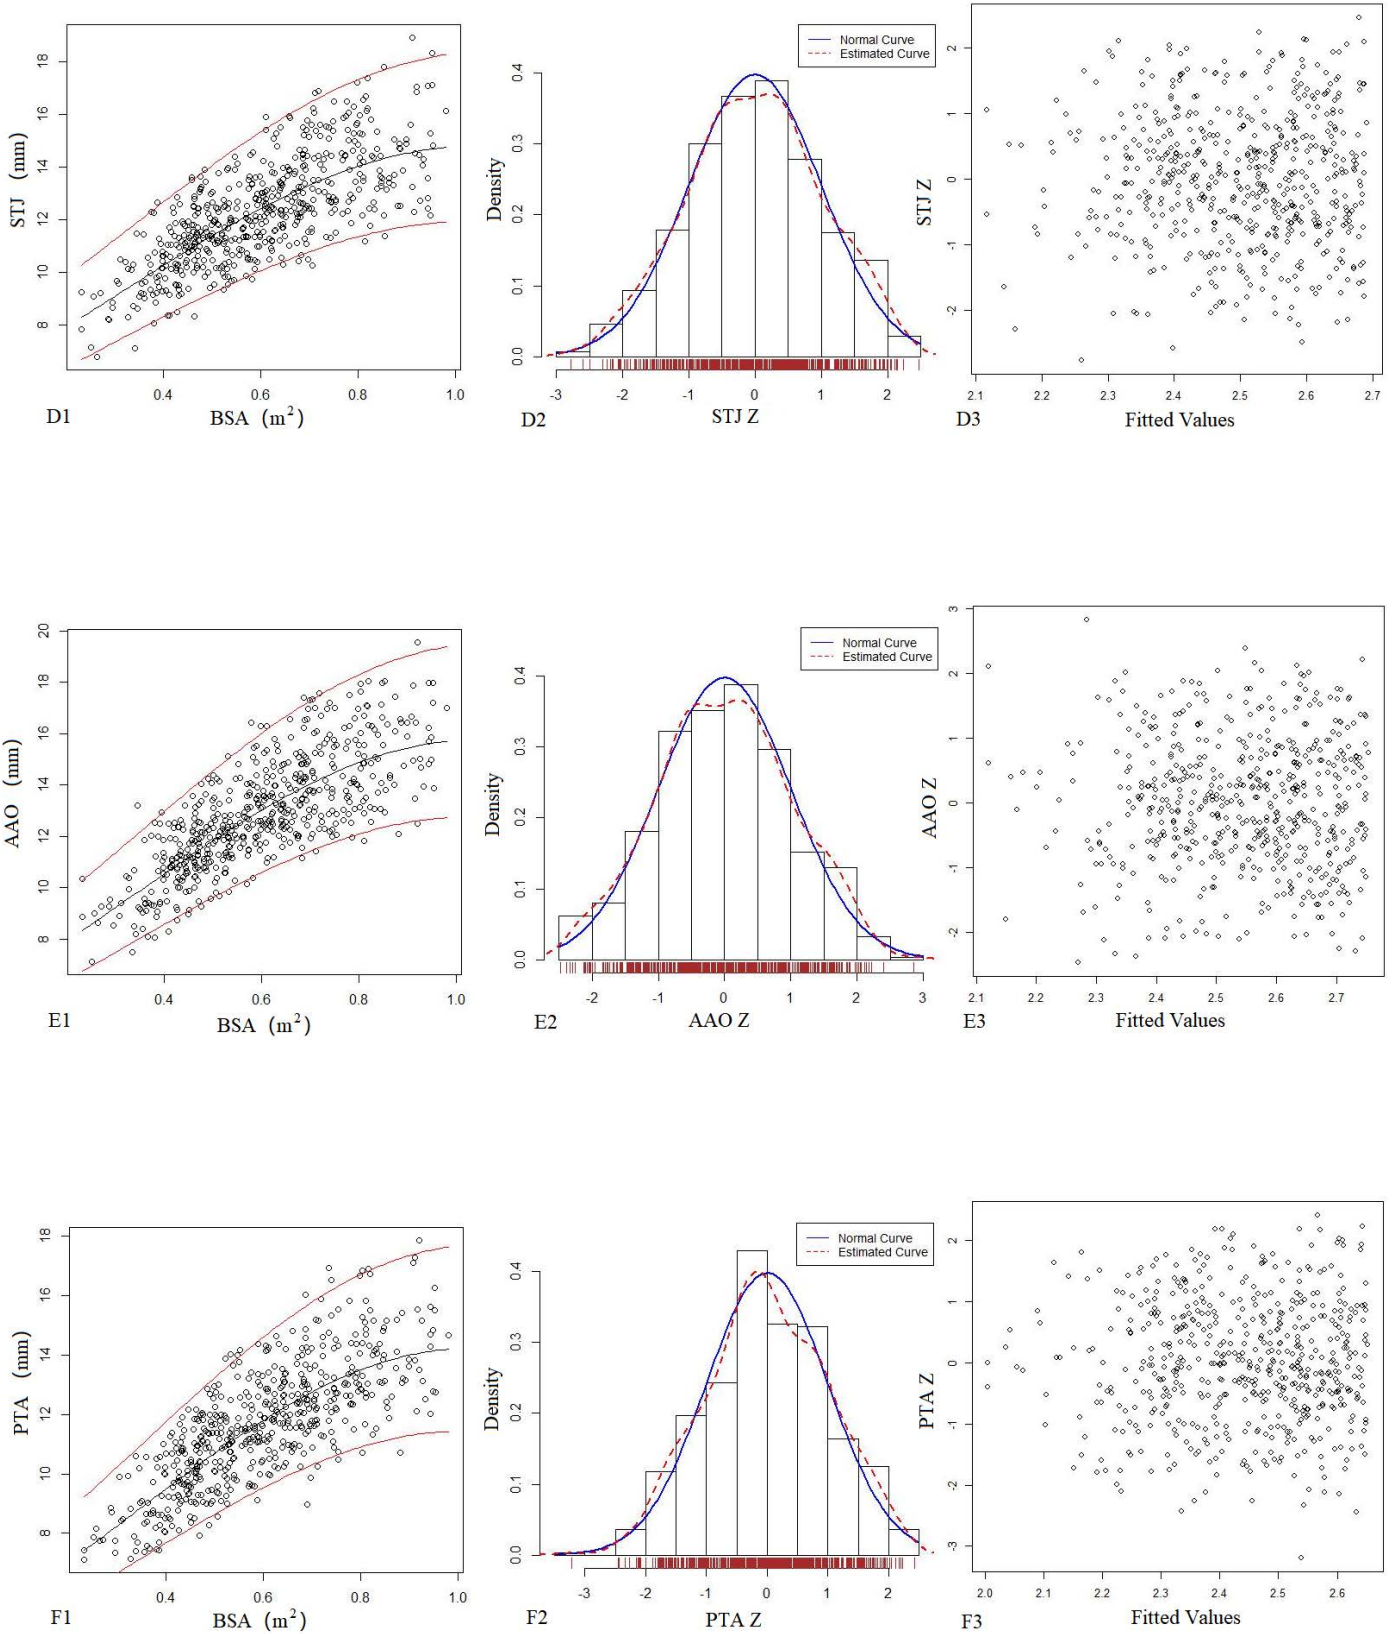 Normal Curve
Estimated Curve
STJ (mm)
8 10 12 14 16 18
0.4 0.6 0.8 1.0
D1 BSA (m²)
Density
0.0 0.1 0.2 0.3 0.4
-3 -2 -1 0 1 2
D2 STJ Z
STJ Z
-2 -1 0 1 2
2.1 2.2 2.3 2.4 2.5 2.6 2.7
D3 Fitted Values
Normal Curve
Estimated Curve
AAO (mm)
8 10 12 14 16 18 20
0.4 0.6 0.8 1.0
E1 BSA (m²)
Density
0.0 0.1 0.2 0.3 0.4
-2 -1 0 1 2 3
E2 AAO Z
AAO Z
-2 -1 0 1 2 3
2.1 2.2 2.3 2.4 2.5 2.6 2.7
E3 Fitted Values
Normal Curve
Estimated Curve
PTA (mm)
8 10 12 14 16 18
0.4 0.6 0.8 1.0
F1 BSA (m²)
Density
0.0 0.1 0.2 0.3 0.4
-3 -2 -1 0 1 2
F2 PTA Z
PTA Z
-3 -2 -1 0 1 2
2.0 2.1 2.2 2.3 2.4 2.5 2.6
F3 Fitted Values